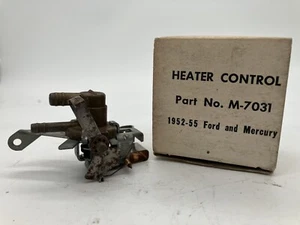 HEATER CONTROL
Part No. M-7031
1952-55 Ford and Mercury